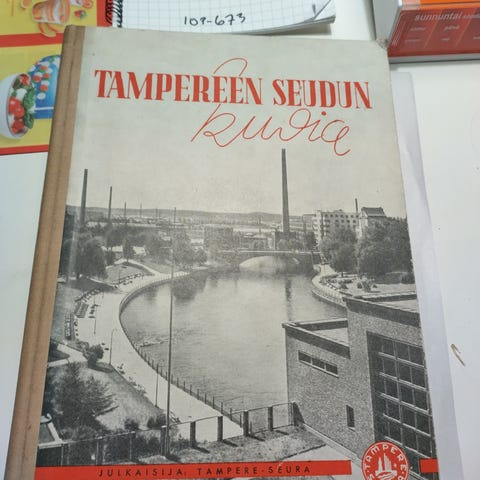 109-673
sunnuntai
TAMPEREEN SEUDUN
kuvia
JULKAISIJA: TAMPERE-SEURA